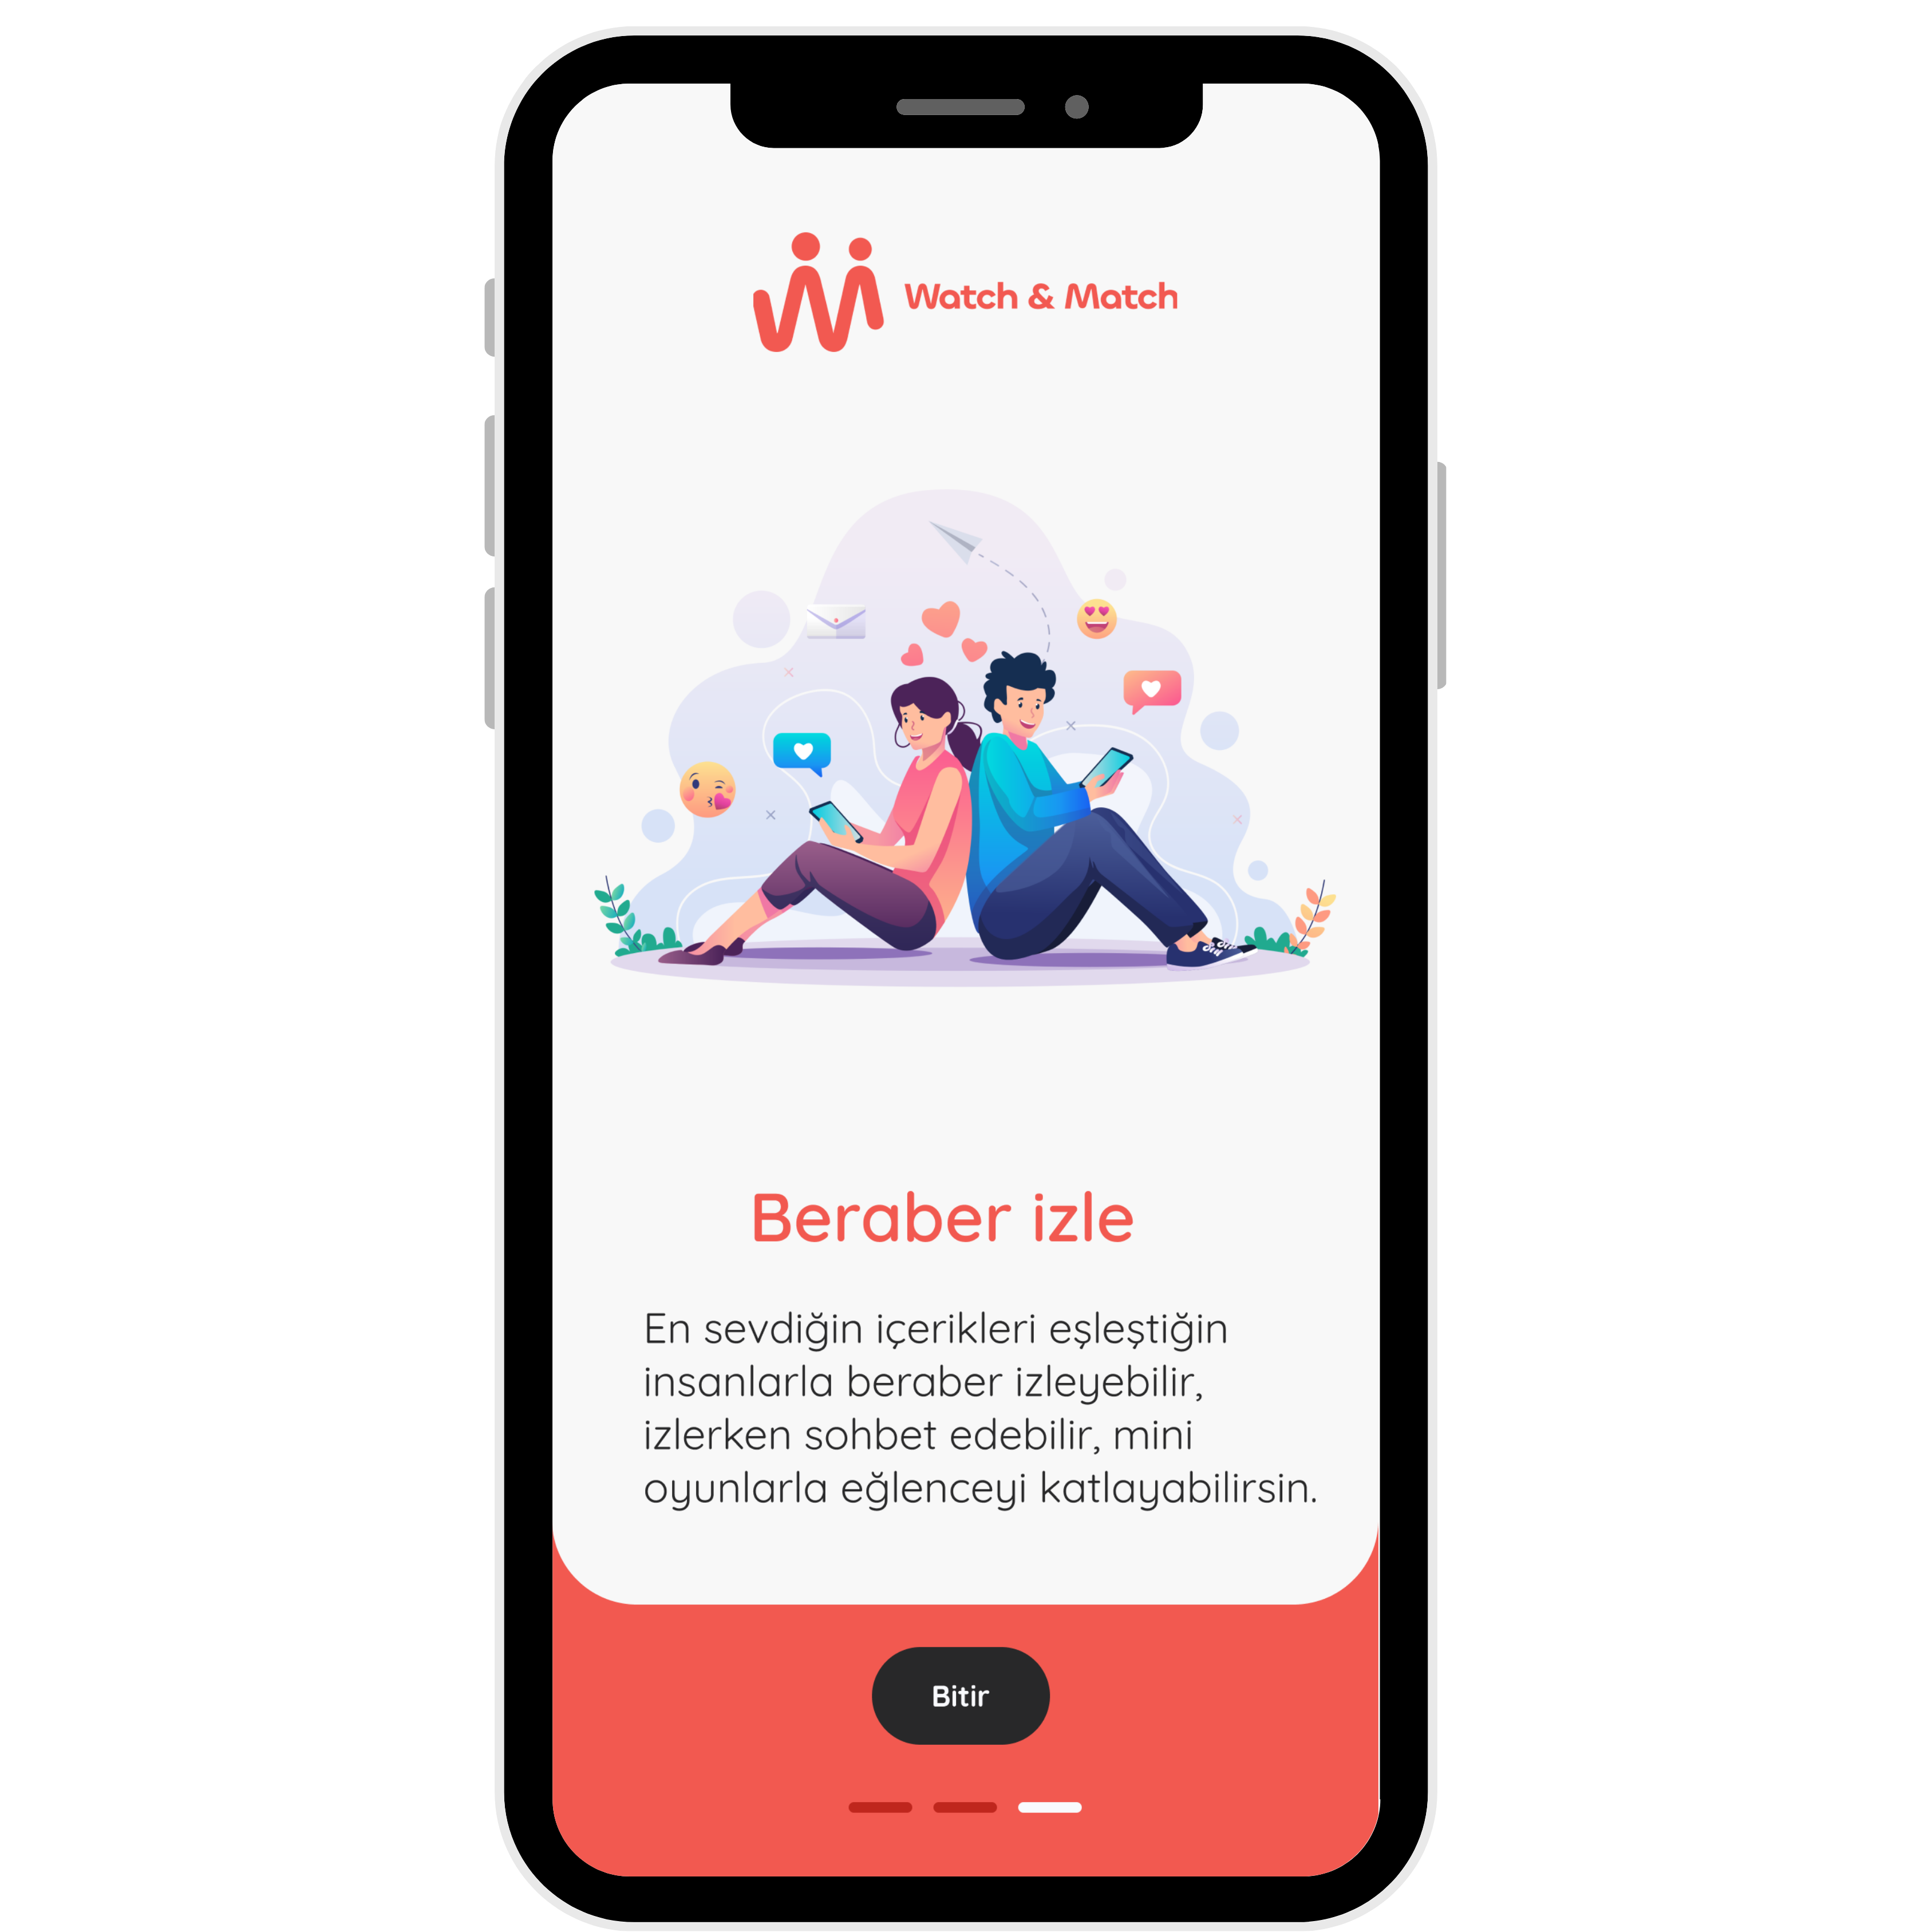 Watch & Match
Beraber izle
En sevdiğin içerikleri eşleştiğin
insanlarla beraber izleyebilir,
izlerken sohbet edebilir, mini
oyunlarla eğlenceyi katlayabilirsin.
Bitir